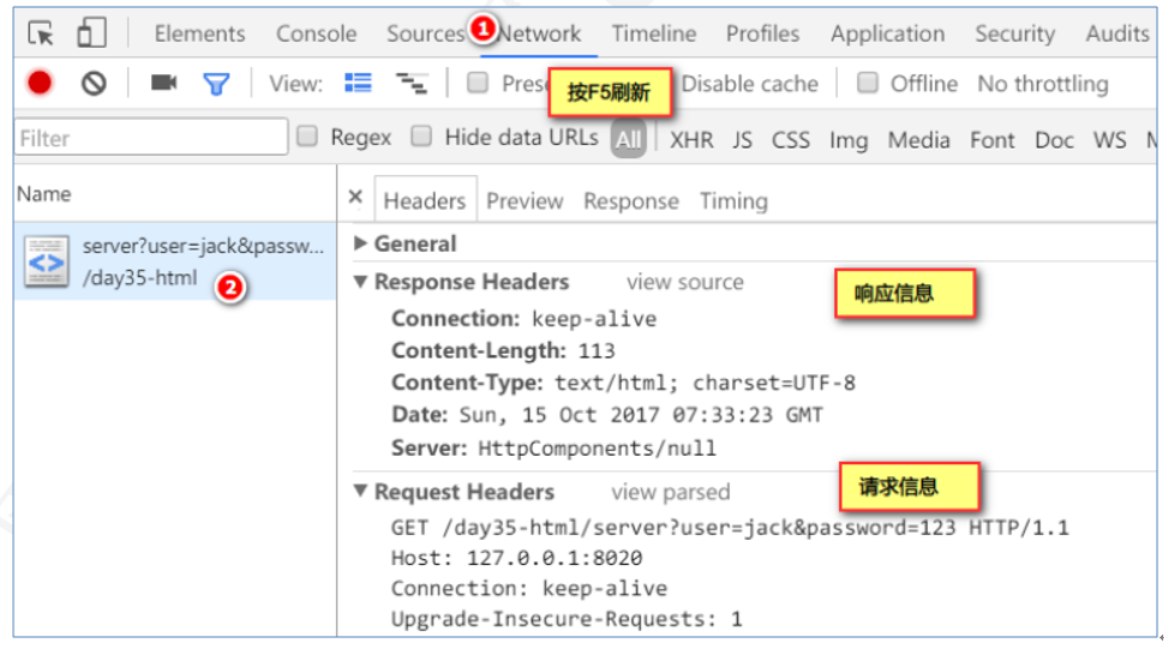 Elements Console Sources 1 Network Timeline Profiles Application Security Audits
View: Prese 按F5刷新 Disable cache Offline No throttling
Filter Regex Hide data URLs All XHR JS CSS Img Media Font Doc WS
Name
× Headers Preview Response Timing
server?user=jack&passw...
/day35-html 2
General
Response Headers view source 响应信息
Connection: keep-alive
Content-Length: 113
Content-Type: text/html; charset=UTF-8
Date: Sun, 15 Oct 2017 07:33:23 GMT
Server: HttpComponents/null
Request Headers view parsed 请求信息
GET /day35-html/server?user=jack&password=123 HTTP/1.1
Host: 127.0.0.1:8020
Connection: keep-alive
Upgrade-Insecure-Requests: 1